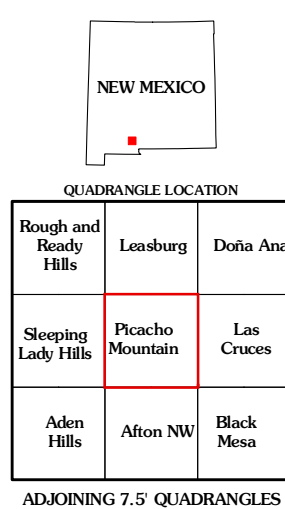 NEW MEXICO
QUADRANGLE LOCATION
Rough and
Ready
Hills
Leasburg
Doña Ana
Sleeping
Lady Hills
Picacho
Mountain
Las
Cruces
Aden
Hills
Afton NW
Black
Mesa
ADJOINING 7.5' QUADRANGLES